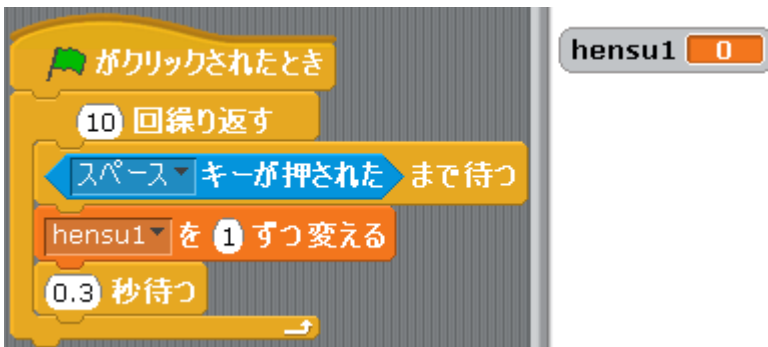 がクリックされたとき
10 回繰り返す
スペース キーが押された まで待つ
hensu1 を 1 ずつ変える
0.3 秒待つ
hensu1 0